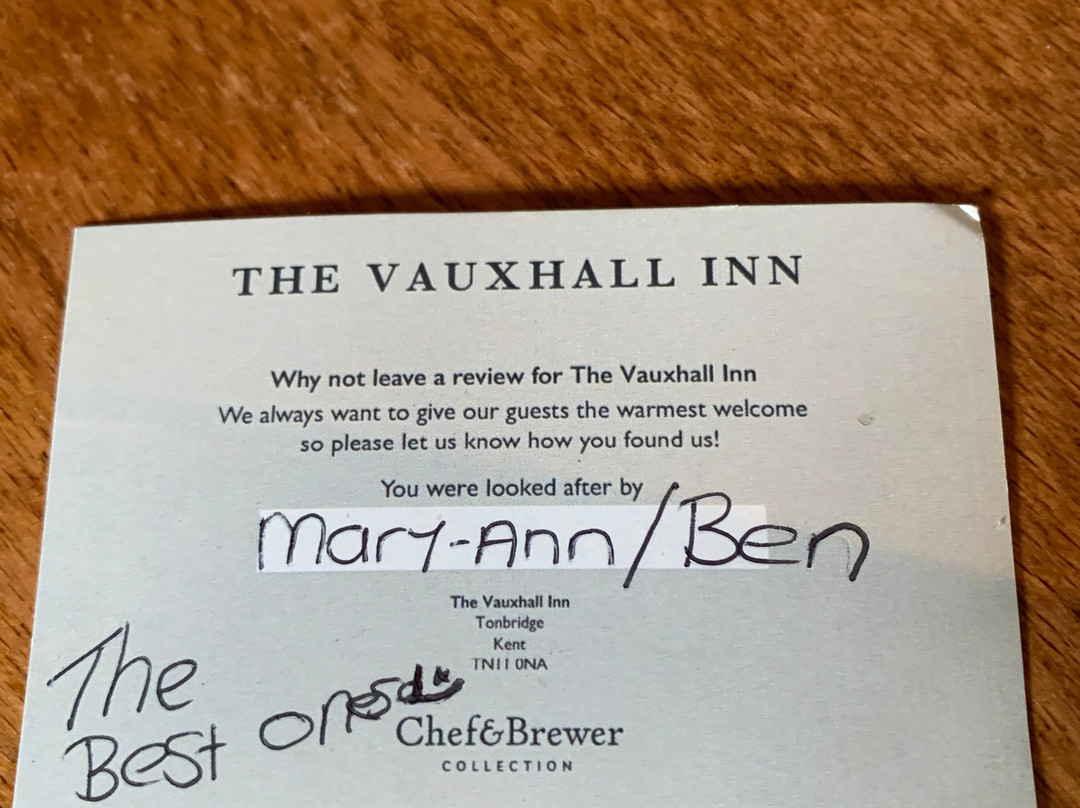 THE VAUXHALL INN
Why not leave a review for The Vauxhall Inn
We always want to give our guests the warmest welcome
so please let us know how you found us!
You were looked after by
Mary-Ann/Ben
The Vauxhall Inn
Tonbridge
Kent
TN11 0NA
The
Best ones
Chef&Brewer
COLLECTION